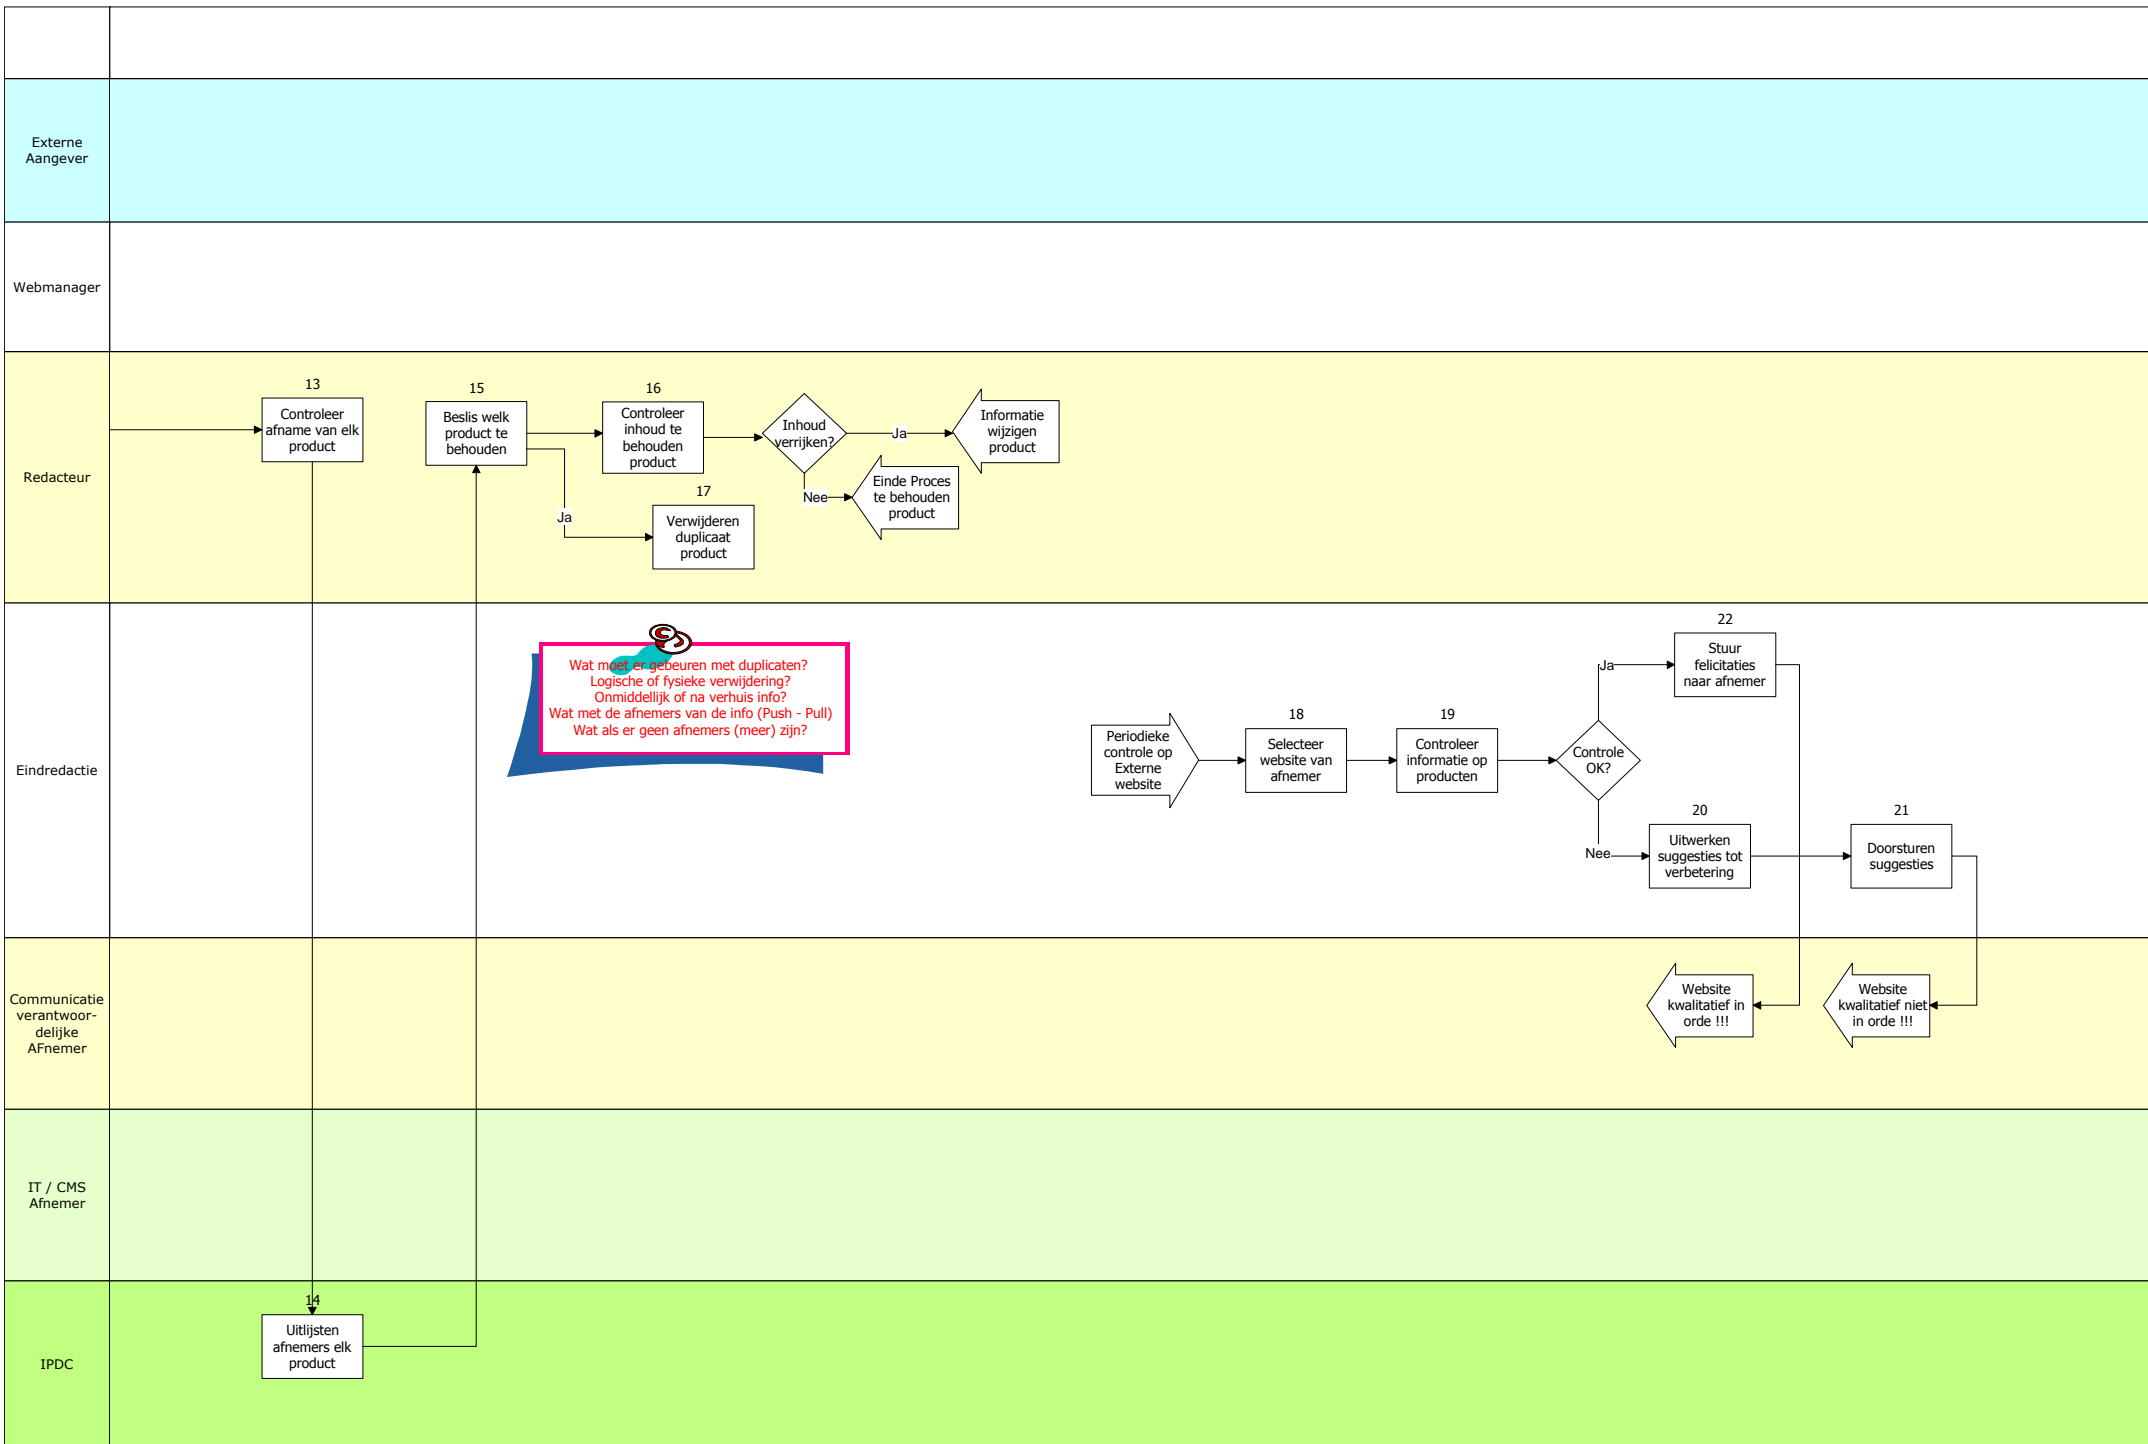 Externe
Aangever
Webmanager
Redacteur
13
Controleer
afname van elk
product
15
Beslis welk
product te
behouden
16
Controleer
inhoud te
behouden
product
Inhoud
verrijken?
Ja
Informatie
wijzigen
product
Nee
Einde Proces
te behouden
product
Ja
17
Verwijderen
duplicaat
product
Eindredactie
Wat moet er gebeuren met duplicaten?
Logische of fysieke verwijdering?
Onmiddellijk of na verhuis info?
Wat met de afnemers van de info (Push - Pull)
Wat als er geen afnemers (meer) zijn?
Periodieke
controle op
Externe
website
18
Selecteer
website van
afnemer
19
Controleer
informatie op
producten
Controle
OK?
Ja
22
Stuur
felicitaties
naar afnemer
Nee
20
Uitwerken
suggesties tot
verbetering
21
Doorsturen
suggesties
Communicatie
verantwoor-
delijke
AFnemer
Website
kwalitatief in
orde !!!
Website
kwalitatief niet
in orde !!!
IT / CMS
Afnemer
IPDC
14
Uitlijsten
afnemers elk
product